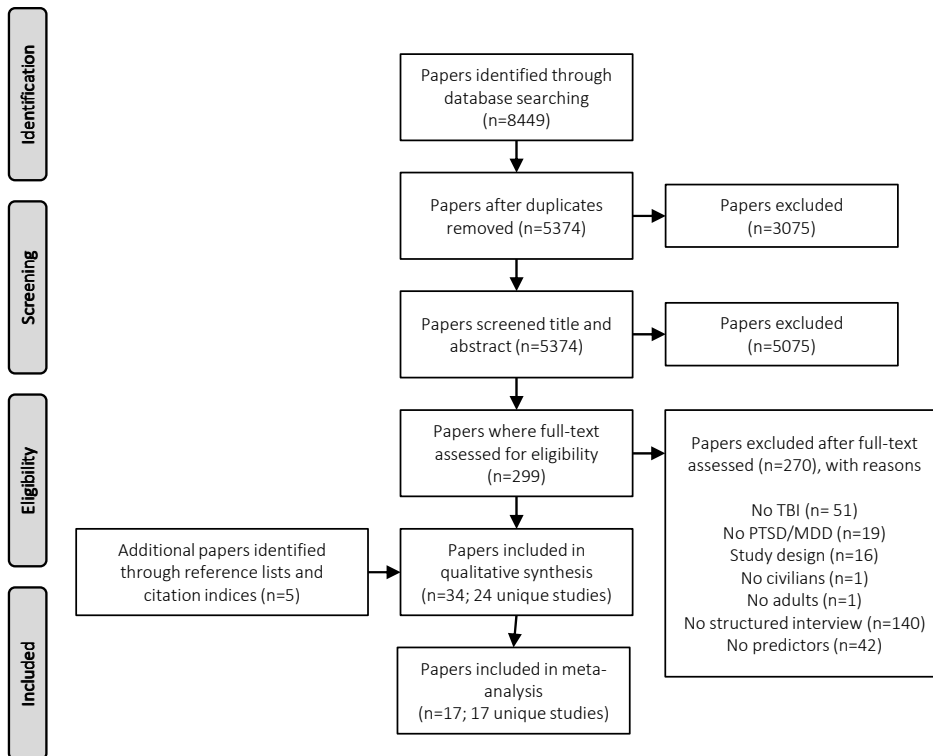 Identification
Papers identified through
database searching
(n=8449)
Papers after duplicates
removed (n=5374)
Papers excluded
(n=3075)
Screening
Papers screened title and
abstract (n=5374)
Papers excluded
(n=5075)
Eligibility
Papers where full-text
assessed for eligibility
(n=299)
Papers excluded after full-text
assessed (n=270), with reasons
No TBI (n= 51)
No PTSD/MDD (n=19)
Study design (n=16)
No civilians (n=1)
No adults (n=1)
No structured interview (n=140)
No predictors (n=42)
Additional papers identified
through reference lists and
citation indices (n=5)
Papers included in
qualitative synthesis
(n=34; 24 unique studies)
Included
Papers included in meta-
analysis
(n=17; 17 unique studies)